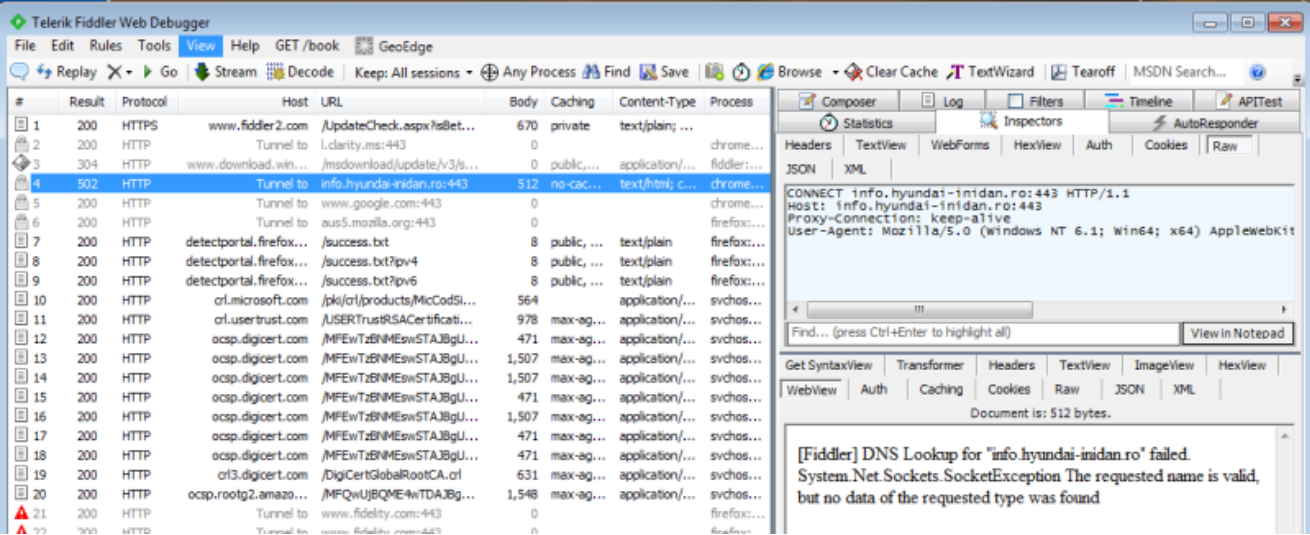 Telerik Fiddler Web Debugger
File Edit Rules Tools View Help GET /book GeoEdge
Replay Go Stream Decode Keep: All sessions Any Process Find Save Browse Clear Cache TextWizard Tearoff MSDN Search...
# Result Protocol Host URL Body Caching Content-Type Process
1 200 HTTPS www.fiddler2.com /UpdateCheck.aspx?isBet... 670 private text/plain; ...
2 200 HTTP Tunnel to l.clarity.ms:443 0 chrome...
3 304 HTTP www.download.win... /msdownload/update/v3/s... 0 public,... application/... fiddler:...
4 502 HTTP Tunnel to info.hyundai-inidan.ro:443 512 no-cac... text/html; c... chrome...
5 200 HTTP Tunnel to www.google.com:443 0 chrome...
6 200 HTTP Tunnel to aus5.mozilla.org:443 0 firefox:...
7 200 HTTP detectportal.firefox... /success.txt 8 public, ... text/plain firefox:...
8 200 HTTP detectportal.firefox... /success.txt?ipv4 8 public, ... text/plain firefox:...
9 200 HTTP detectportal.firefox... /success.txt?ipv6 8 public, ... text/plain firefox:...
10 200 HTTP crl.microsoft.com /pki/crl/products/MicCodSi... 564 application/... svchos...
11 200 HTTP crl.usertrust.com /USERTrustRSACertificati... 978 max-ag... application/... svchos...
12 200 HTTP ocsp.digicert.com /MFEwTzBNMEswSTAJBgU... 471 max-ag... application/... svchos...
13 200 HTTP ocsp.digicert.com /MFEwTzBNMEswSTAJBgU... 1,507 max-ag... application/... svchos...
14 200 HTTP ocsp.digicert.com /MFEwTzBNMEswSTAJBgU... 1,507 max-ag... application/... svchos...
15 200 HTTP ocsp.digicert.com /MFEwTzBNMEswSTAJBgU... 471 max-ag... application/... svchos...
16 200 HTTP ocsp.digicert.com /MFEwTzBNMEswSTAJBgU... 1,507 max-ag... application/... svchos...
17 200 HTTP ocsp.digicert.com /MFEwTzBNMEswSTAJBgU... 471 max-ag... application/... svchos...
18 200 HTTP ocsp.digicert.com /MFEwTzBNMEswSTAJBgU... 471 max-ag... application/... svchos...
19 200 HTTP crl3.digicert.com /DigiCertGlobalRootCA.crl 631 max-ag... application/... svchos...
20 200 HTTP ocsp.rootg2.amazo... /MFQwUjBQME4wTDAJBg... 1,548 max-ag... application/... svchos...
21 200 HTTP Tunnel to www.fidelity.com:443 0 firefox:...
22 200 HTTP Tunnel to www.fidelity.com:443 0 firefox:...
Composer Log Filters Timeline APITest
Statistics Inspectors AutoResponder
Headers TextView WebForms HexView Auth Cookies Raw
JSON XML
CONNECT info.hyundai-inidan.ro:443 HTTP/1.1
Host: info.hyundai-inidan.ro:443
Proxy-Connection: keep-alive
User-Agent: Mozilla/5.0 (Windows NT 6.1; Win64; x64) AppleWebKit
Find... (press Ctrl+Enter to highlight all) View in Notepad
Get SyntaxView Transformer Headers TextView ImageView HexView
WebView Auth Caching Cookies Raw JSON XML
Document is: 512 bytes.
[Fiddler] DNS Lookup for "info.hyundai-inidan.ro" failed.
System.Net.Sockets.SocketException The requested name is valid,
but no data of the requested type was found